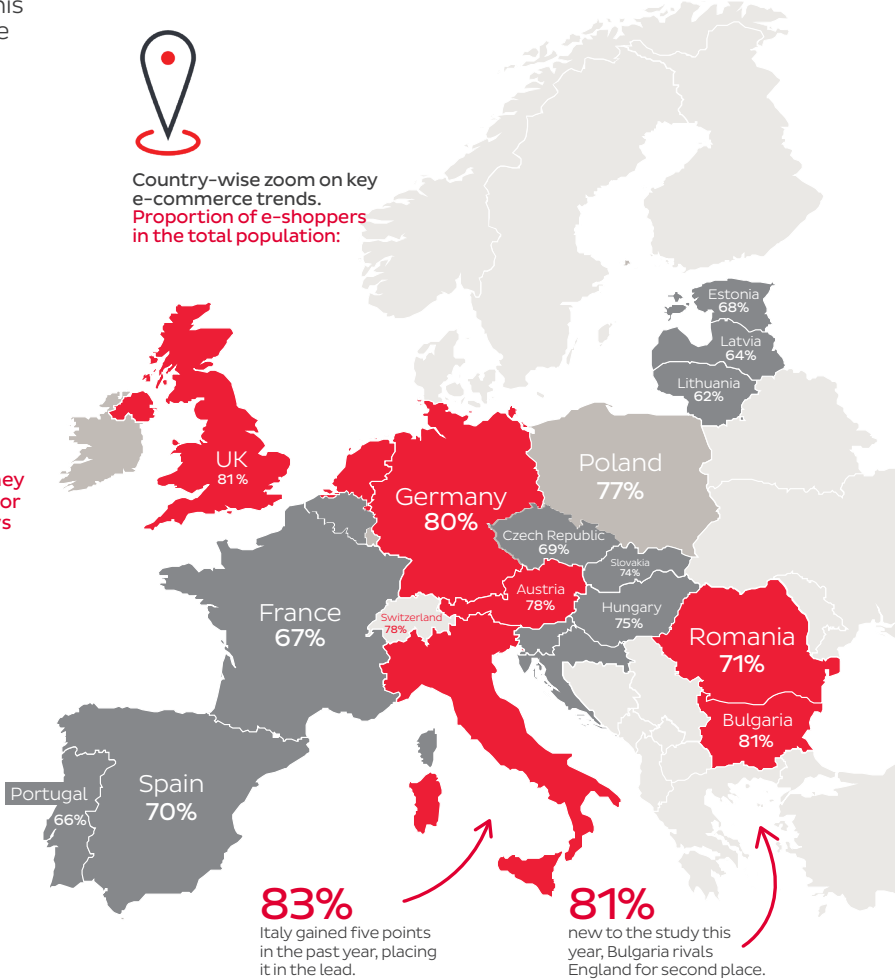 Country-wise zoom on key
e-commerce trends.
Proportion of e-shoppers
in the total population:
Estonia
68%
Latvia
64%
Lithuania
62%
UK
81%
Germany
80%
Poland
77%
Czech Republic
69%
Slovakia
74%
Austria
78%
Hungary
75%
France
67%
Switzerland
78%
Romania
71%
Bulgaria
81%
Portugal
66%
Spain
70%
83%
Italy gained five points
in the past year, placing
it in the lead.
81%
new to the study this
year, Bulgaria rivals
England for second place.